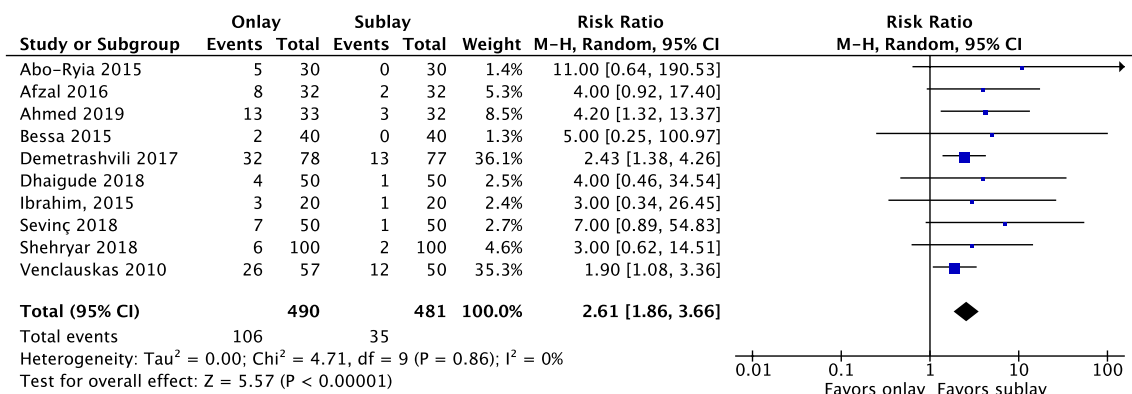 Onlay Sublay Risk Ratio Risk Ratio
Study or Subgroup Events Total Events Total Weight M-H, Random, 95% CI M-H, Random, 95% CI
Abo-Ryia 2015 5 30 0 30 1.4% 11.00 [0.64, 190.53]
Afzal 2016 8 32 2 32 5.3% 4.00 [0.92, 17.40]
Ahmed 2019 13 33 3 32 8.5% 4.20 [1.32, 13.37]
Bessa 2015 2 40 0 40 1.3% 5.00 [0.25, 100.97]
Demetrashvili 2017 32 78 13 77 36.1% 2.43 [1.38, 4.26]
Dhaigude 2018 4 50 1 50 2.5% 4.00 [0.46, 34.54]
Ibrahim, 2015 3 20 1 20 2.4% 3.00 [0.34, 26.45]
Sevinç 2018 7 50 1 50 2.7% 7.00 [0.89, 54.83]
Shehryar 2018 6 100 2 100 4.6% 3.00 [0.62, 14.51]
Venclauskas 2010 26 57 12 50 35.3% 1.90 [1.08, 3.36]
Total (95% CI) 490 481 100.0% 2.61 [1.86, 3.66]
Total events 106 35
Heterogeneity: Tau² = 0.00; Chi² = 4.71, df = 9 (P = 0.86); I² = 0%
Test for overall effect: Z = 5.57 (P < 0.00001)
0.01 0.1 1 10 100
Favors onlay Favors sublay